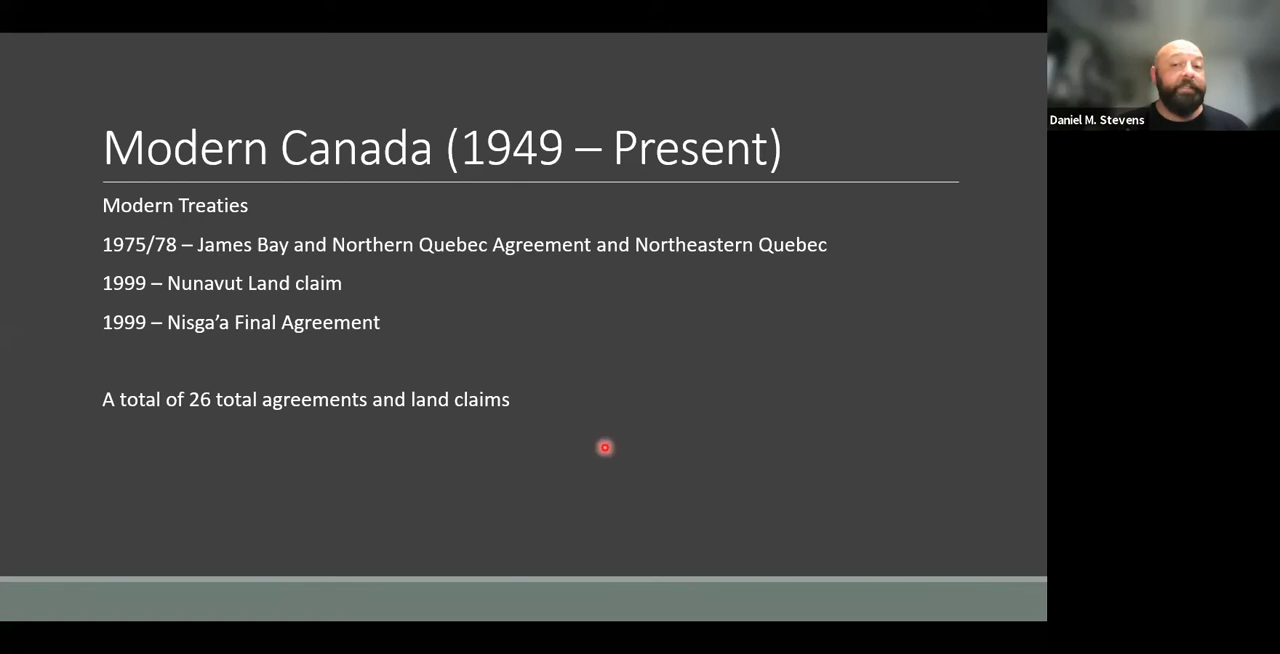 Modern Canada (1949 – Present)
Modern Treaties
1975/78 – James Bay and Northern Quebec Agreement and Northeastern Quebec
1999 – Nunavut Land claim
1999 – Nisga’a Final Agreement
A total of 26 total agreements and land claims
Daniel M. Stevens